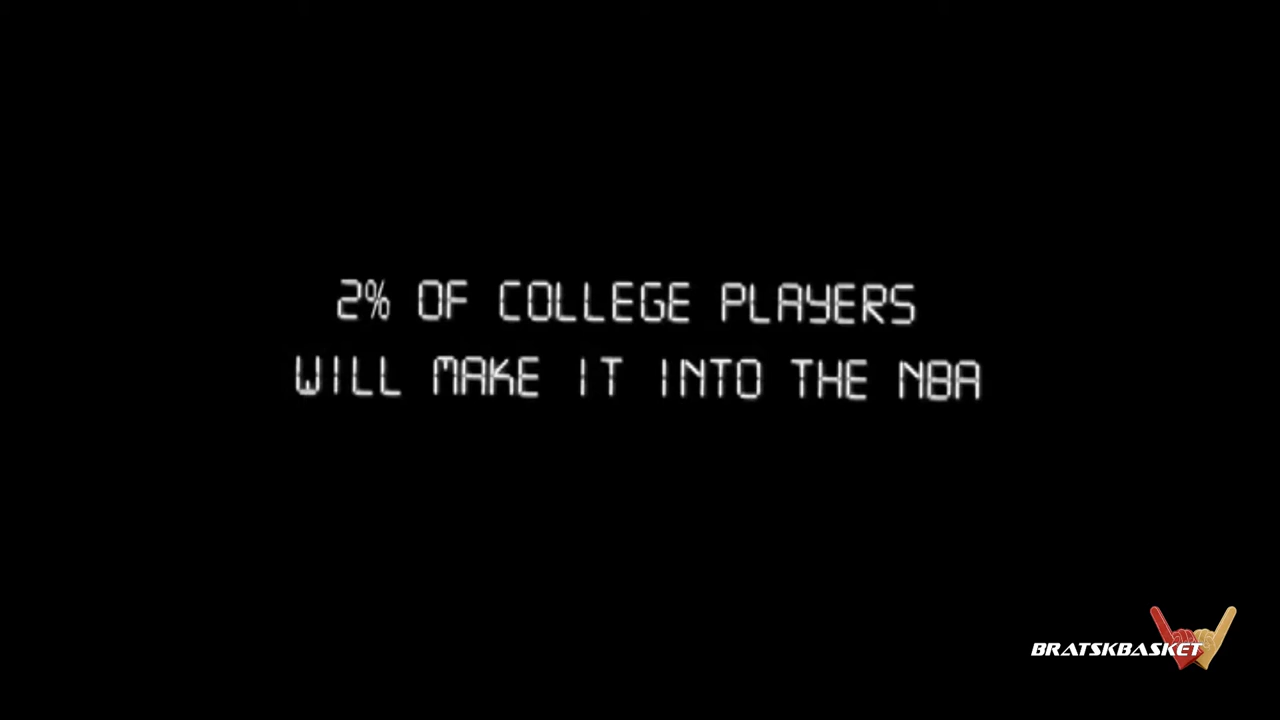 2% OF COLLEGE PLAYERS
WILL MAKE IT INTO THE NBA
BRATSKBASKET